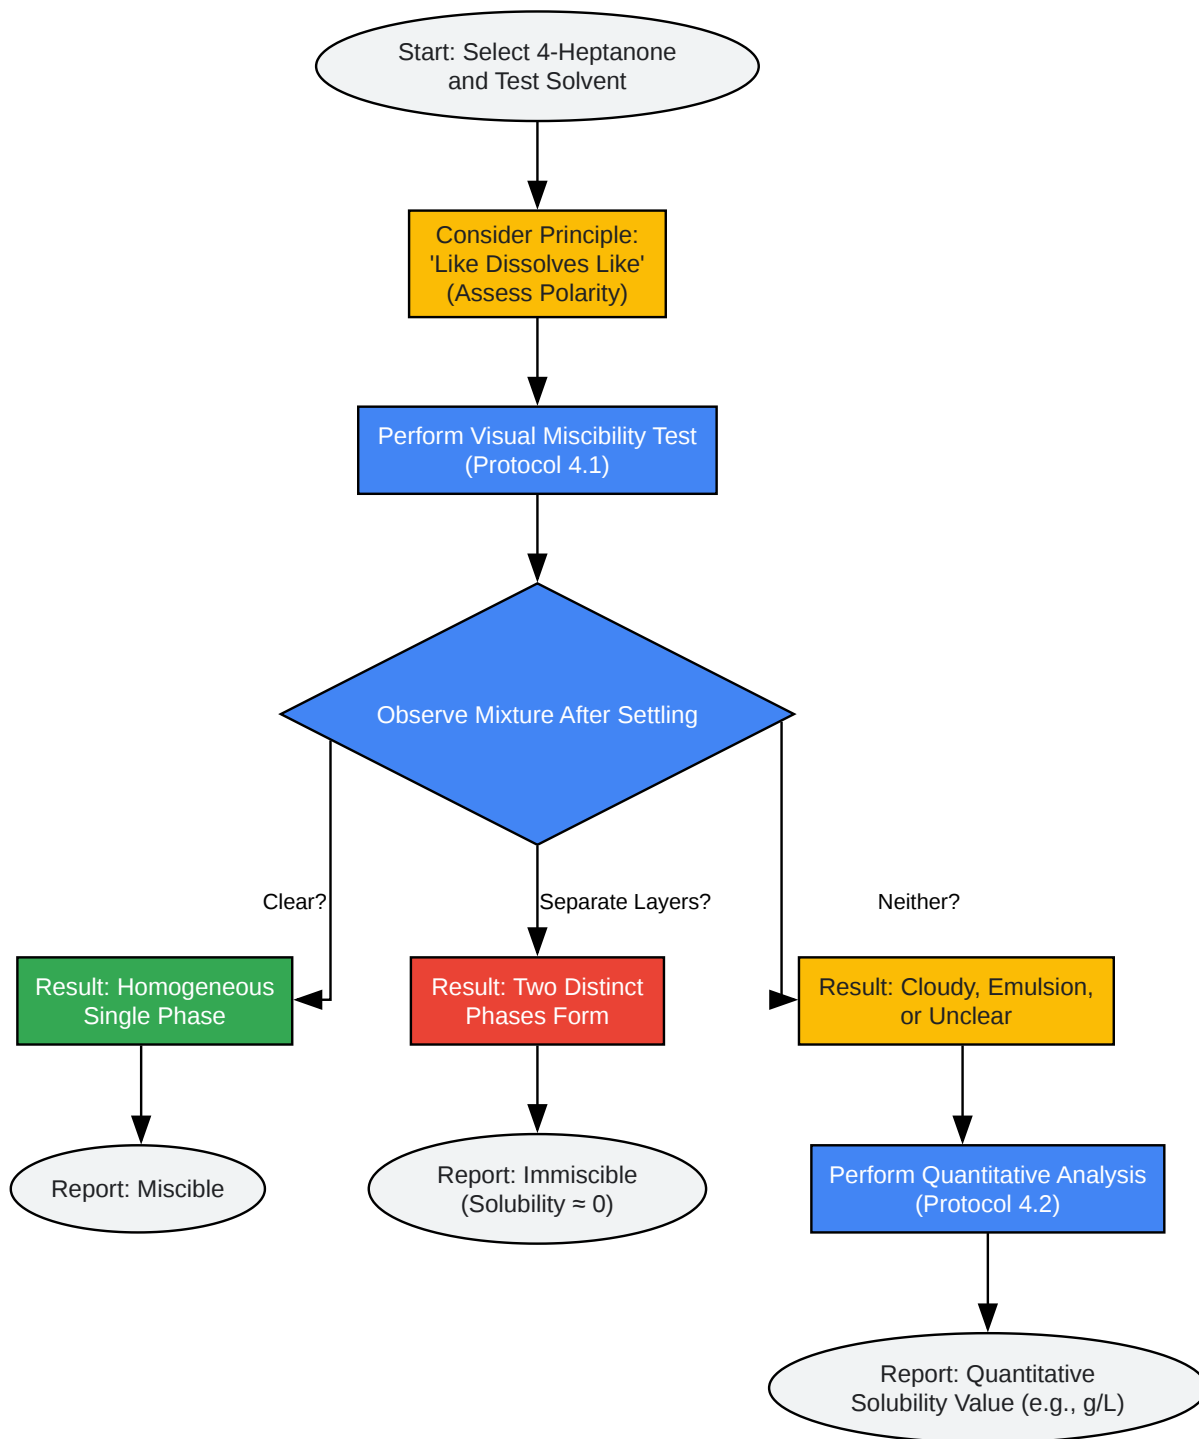 Start: Select 4-Heptanone
and Test Solvent
Consider Principle:
'Like Dissolves Like'
(Assess Polarity)
Perform Visual Miscibility Test
(Protocol 4.1)
Observe Mixture After Settling
Clear?
Separate Layers?
Neither?
Result: Homogeneous
Single Phase
Result: Two Distinct
Phases Form
Result: Cloudy, Emulsion,
or Unclear
Report: Miscible
Report: Immiscible
(Solubility ≈ 0)
Perform Quantitative Analysis
(Protocol 4.2)
Report: Quantitative
Solubility Value (e.g., g/L)